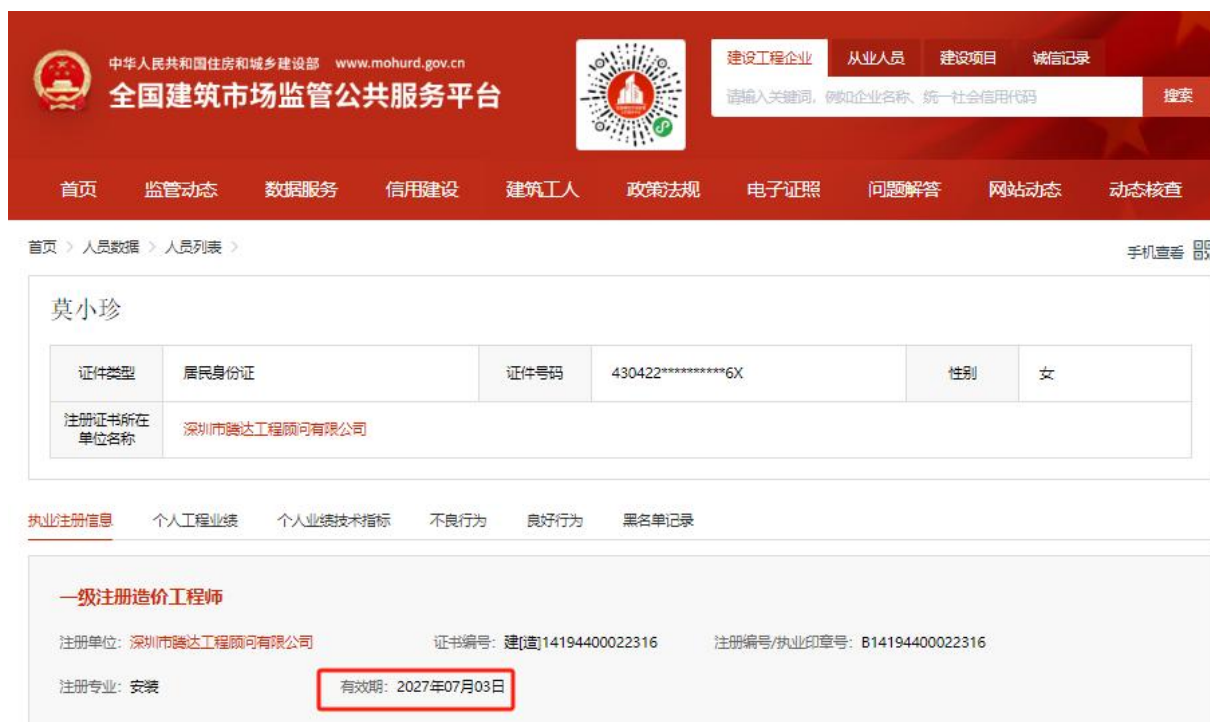 中华人民共和国住房和城乡建设部 www.mohurd.gov.cn
全国建筑市场监管公共服务平台
建设工程企业 从业人员 建设项目 诚信记录
请输入关键词，例如企业名称、统一社会信用代码 搜索
首页 监管动态 数据服务 信用建设 建筑工人 政策法规 电子证照 问题解答 网站动态 动态核查
首页 > 人员数据 > 人员列表 >
手机查看
莫小珍
证件类型 居民身份证 证件号码 430422**********6X 性别 女
注册证书所在
单位名称
深圳市腾达工程顾问有限公司
执业注册信息 个人工程业绩 个人业绩技术指标 不良行为 良好行为 黑名单记录
一级注册造价工程师
注册单位：深圳市腾达工程顾问有限公司 证书编号：建[造]14194400022316 注册编号/执业印章号：B14194400022316
注册专业：安装 有效期：2027年07月03日